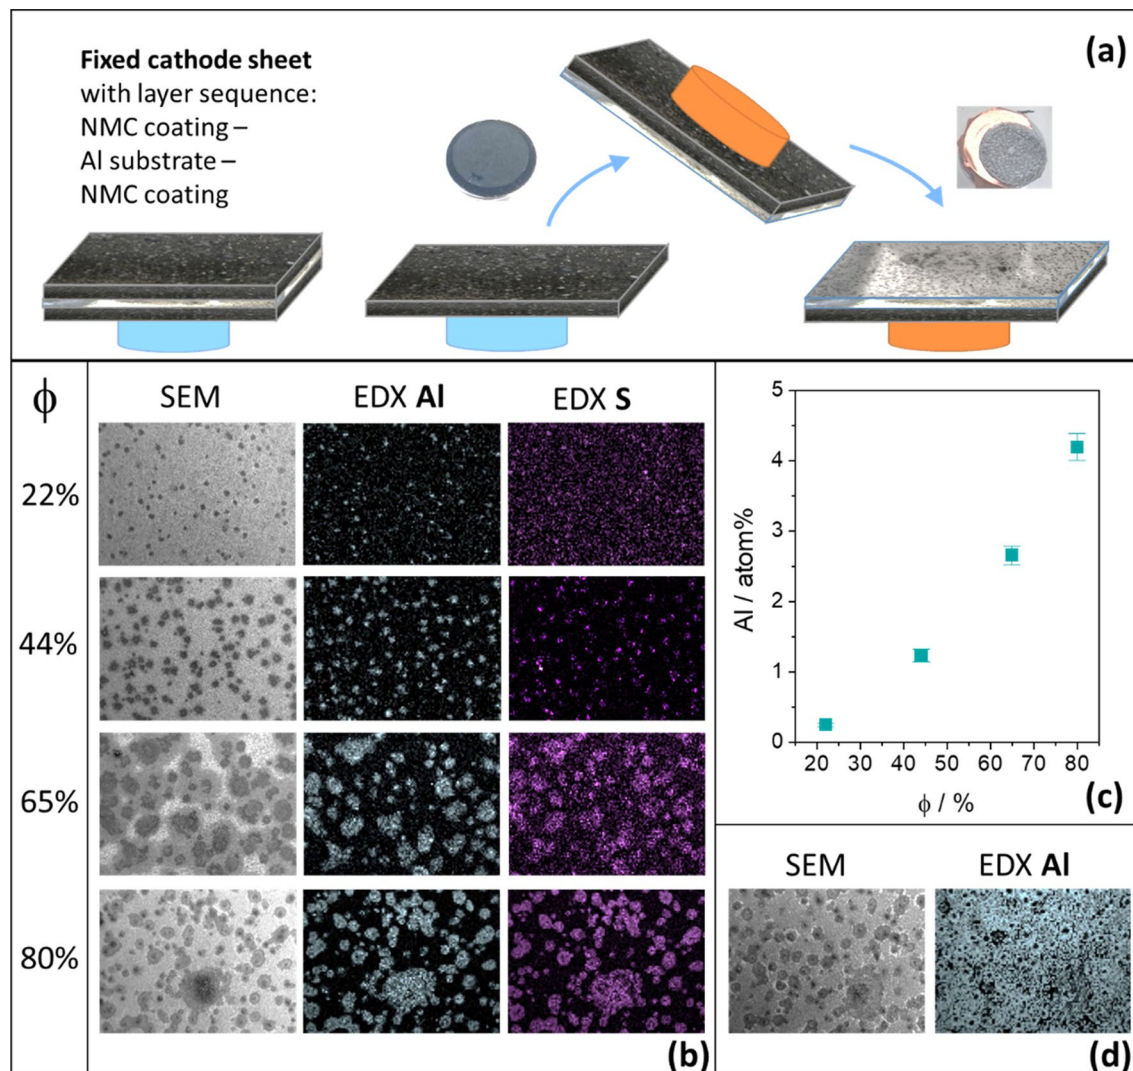 (a)
Fixed cathode sheet
with layer sequence:
NMC coating –
Al substrate –
NMC coating
ϕ
SEM
EDX Al
EDX S
22%
44%
65%
80%
(b)
5
4
3
2
1
0
Al / atom%
20 30 40 50 60 70 80
ϕ / %
(c)
SEM
EDX Al
(d)